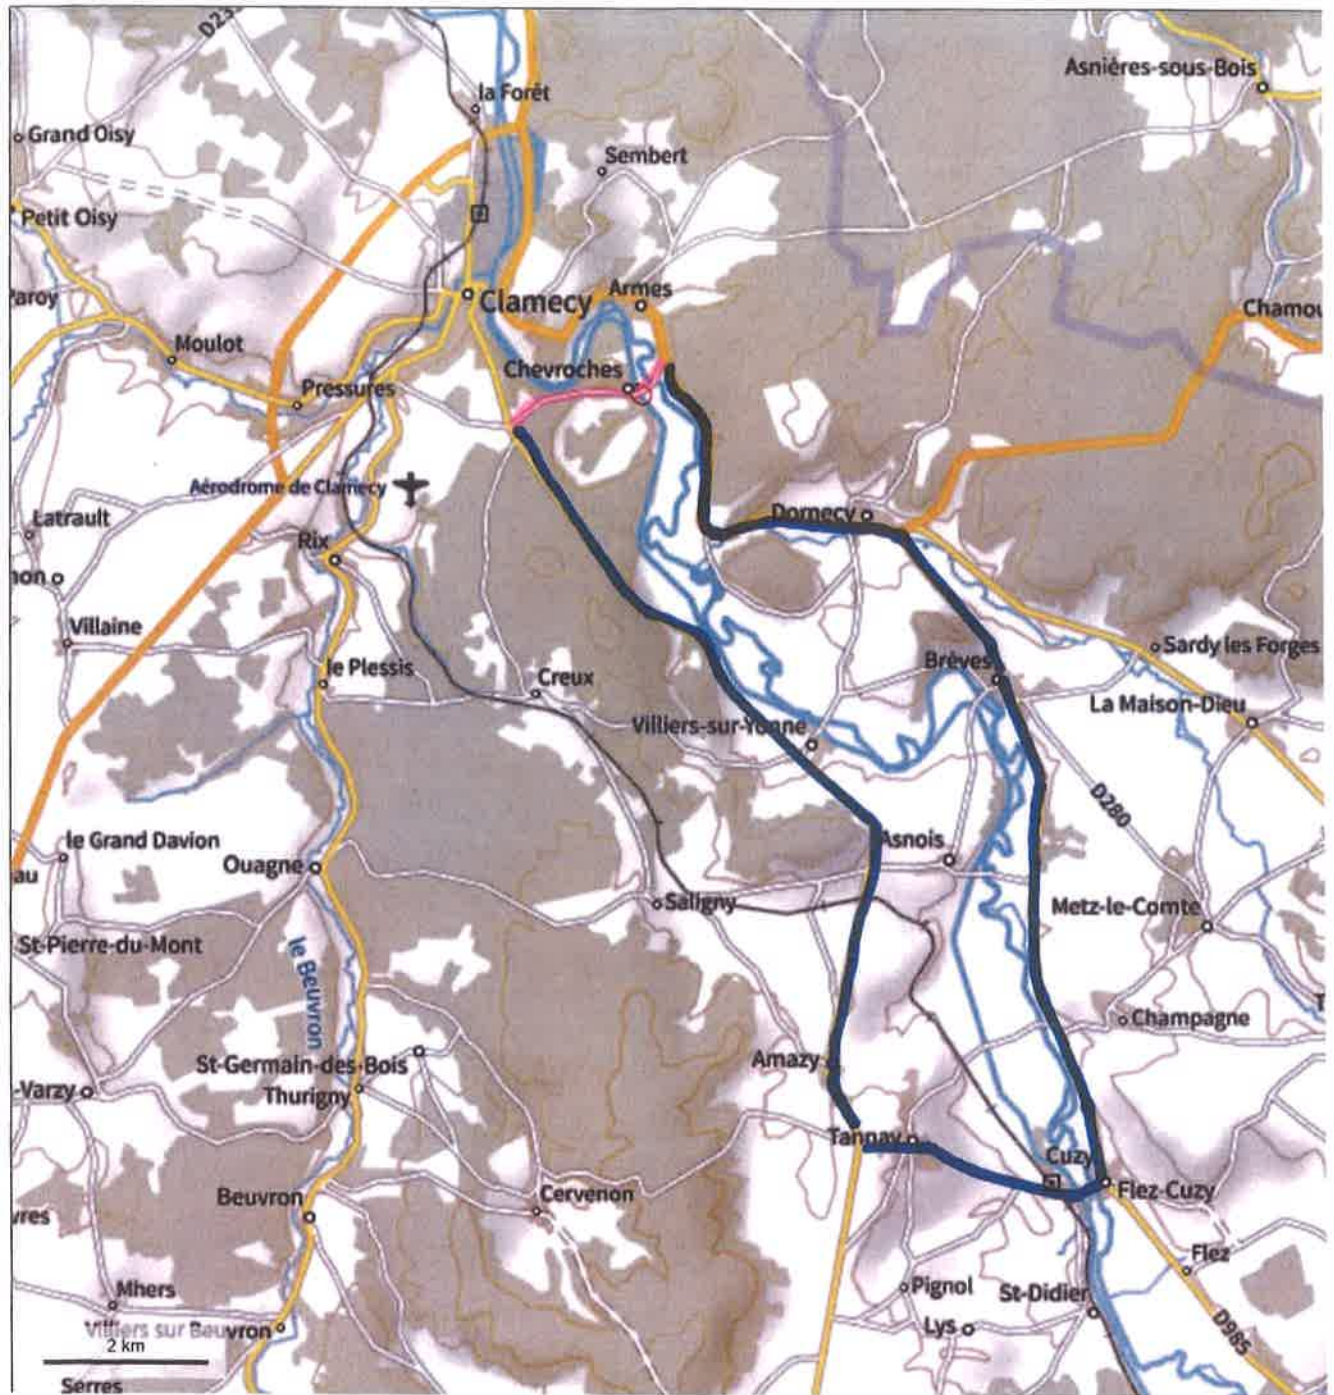 D23
la Forêt
Asnières-sous-Bois
Grand Oisy
Sembert
Petit Oisy
Paroy
Clamecy
Armes
Chamou
Moulot
Chevroches
Pressures
Aérodrome de Clamecy
Latrault
Dornecy
Rix
non
Villaine
Sardy les Forges
Brèves
le Plessis
Creux
La Maison-Dieu
Villiers-sur-Yonne
D280
le Grand Davion
Asnois
au
Ouagne
Saligny
Metz-le-Comte
St-Pierre-du-Mont
le Beuvron
Champagne
Amazy
St-Germain-des-Bois
-Varzy
Thurigny
Tannay
Cuzy
Flez-Cuzy
Beuvron
Cervenon
vres
Flez
Mhers
Pignol
St-Didier
Villiers sur Beuvron
Lys
D985
2 km
Serres